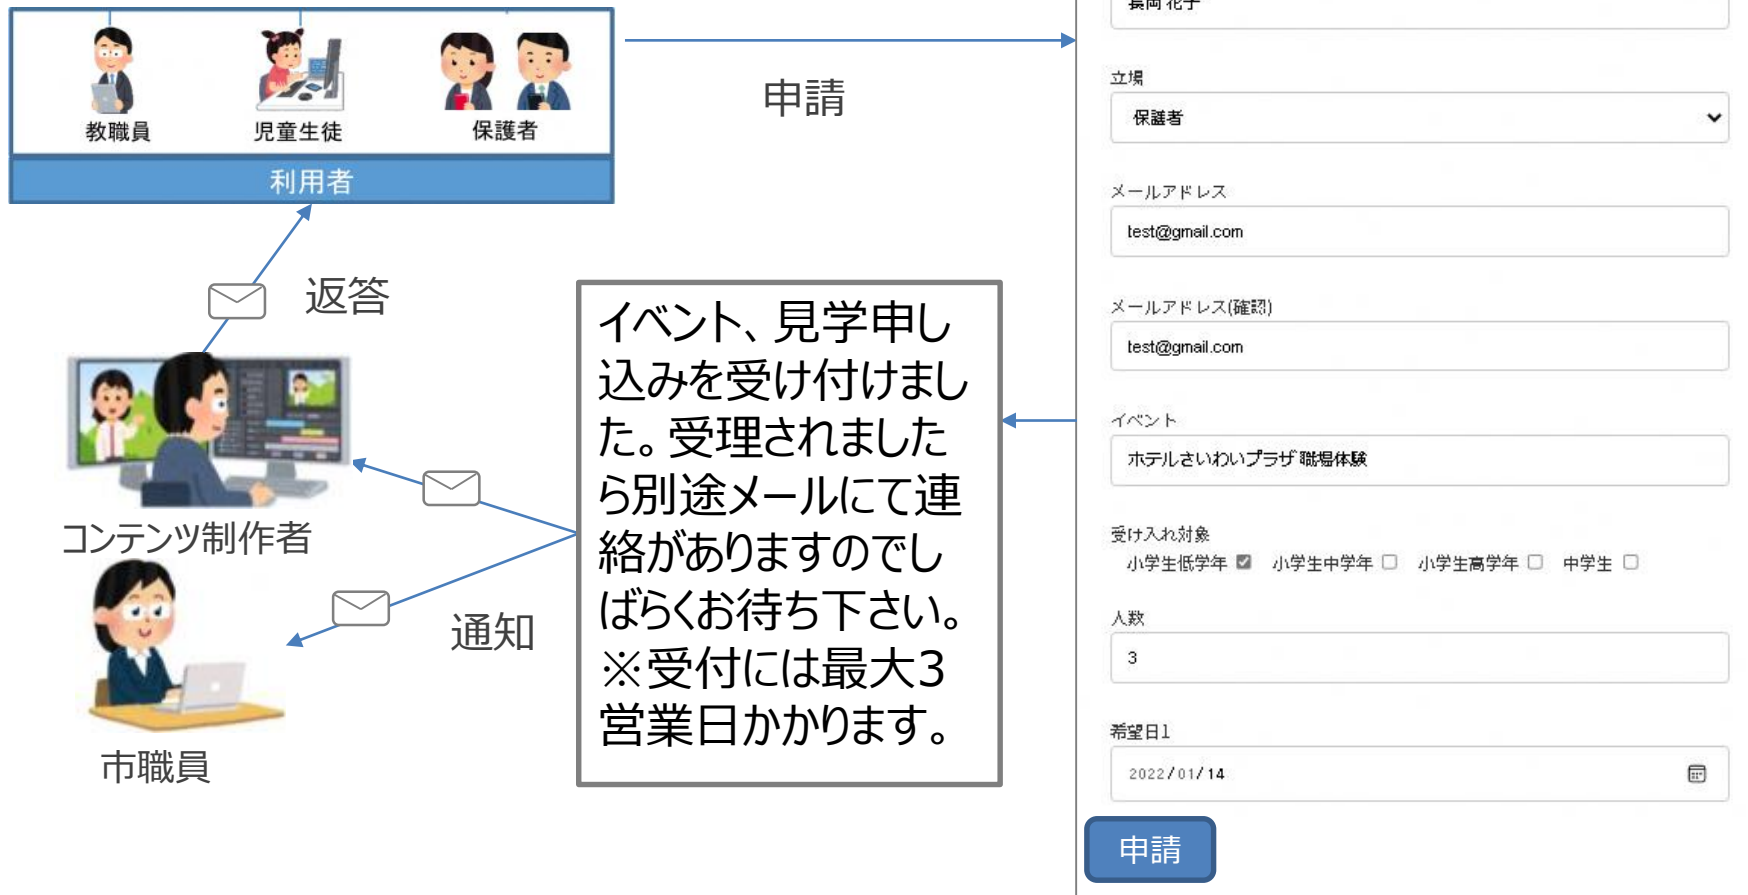 教職員
児童生徒
保護者
利用者
申請
返答
コンテンツ制作者
市職員
通知
イベント、見学申し
込みを受け付けまし
た。受理されました
ら別途メールにて連
絡がありますのでし
ばらくお待ち下さい。
※受付には最大3
営業日かかります。
花子
立場
保護者
メールアドレス
test@gmail.com
メールアドレス(確認)
test@gmail.com
イベント
ホテルさいわいプラザ 職場体験
受け入れ対象
小学生低学年 小学生中学年 小学生高学年 中学生
人数
3
希望日1
2022/01/14
申請